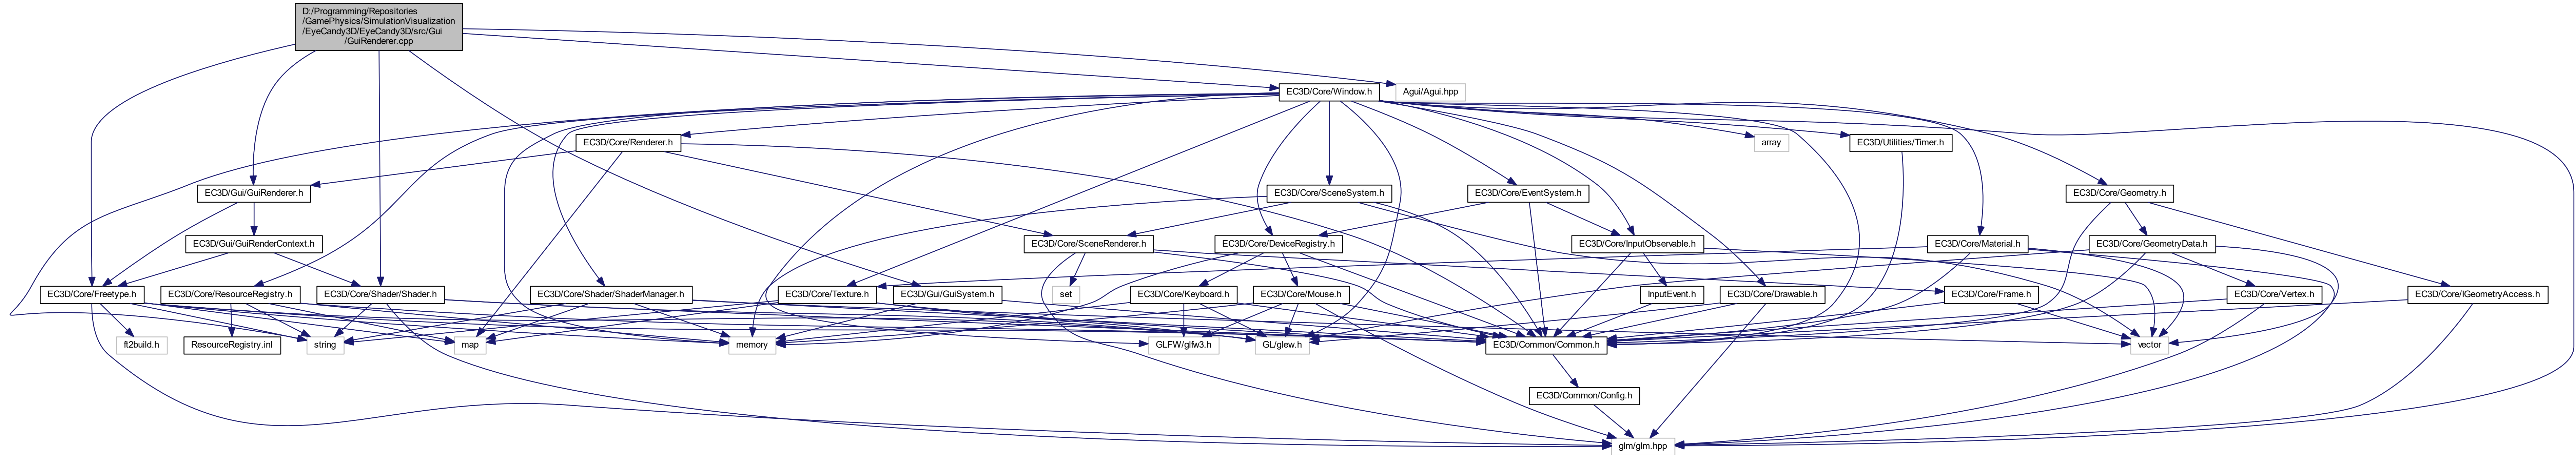 D:/Programming/Repositories
/GamePhysics/SimulationVisualization
/EyeCandy3D/EyeCandy3D/src/Gui
/GuiRenderer.cpp
EC3D/Core/Window.h
Agui/Agui.hpp
EC3D/Core/Renderer.h
array
EC3D/Utilities/Timer.h
EC3D/Gui/GuiRenderer.h
EC3D/Core/SceneSystem.h
EC3D/Core/EventSystem.h
EC3D/Core/Geometry.h
EC3D/Gui/GuiRenderContext.h
EC3D/Core/SceneRenderer.h
EC3D/Core/DeviceRegistry.h
EC3D/Core/InputObservable.h
EC3D/Core/Material.h
EC3D/Core/GeometryData.h
EC3D/Core/Freetype.h
EC3D/Core/ResourceRegistry.h
EC3D/Core/Shader/Shader.h
EC3D/Core/Shader/ShaderManager.h
EC3D/Core/Texture.h
EC3D/Gui/GuiSystem.h
set
EC3D/Core/Keyboard.h
EC3D/Core/Mouse.h
InputEvent.h
EC3D/Core/Drawable.h
EC3D/Core/Frame.h
EC3D/Core/Vertex.h
EC3D/Core/IGeometryAccess.h
ft2build.h
ResourceRegistry.inl
string
map
memory
GLFW/glfw3.h
GL/glew.h
EC3D/Common/Common.h
vector
EC3D/Common/Config.h
glm/glm.hpp